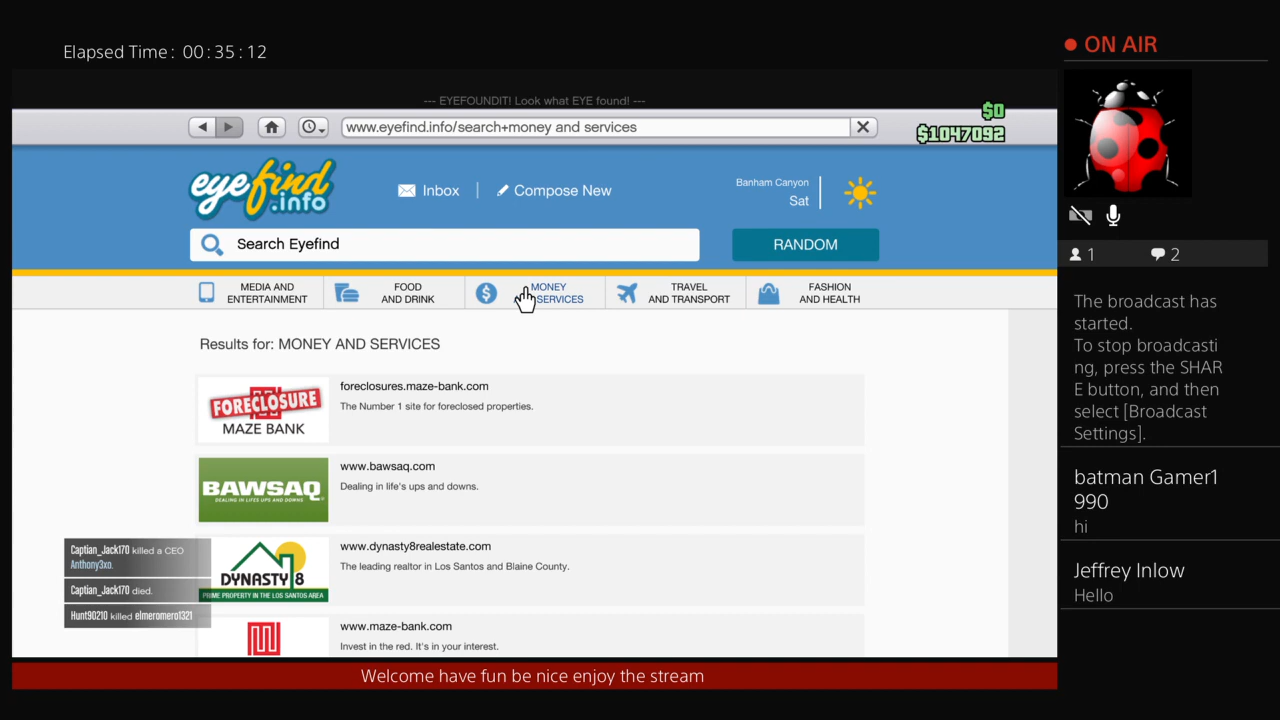 Elapsed Time: 00:35:12
ON AIR
--- EYEFOUNDIT! Look what EYE found! ---
$0
www.eyefind.info/search+money and services
$1047092
eyefind
.info
Inbox
Compose New
Banham Canyon
Sat
Search Eyefind
RANDOM
MEDIA AND
ENTERTAINMENT
FOOD
AND DRINK
MONEY
SERVICES
TRAVEL
AND TRANSPORT
FASHION
AND HEALTH
Results for: MONEY AND SERVICES
FORECLOSURE
MAZE BANK
foreclosures.maze-bank.com
The Number 1 site for foreclosed properties.
BAWSAQ
DEALING IN LIFE'S UPS AND DOWNS
www.bawsaq.com
Dealing in life's ups and downs.
DYNASTY 8
PRIME PROPERTY IN THE LOS SANTOS AREA
www.dynasty8realestate.com
The leading realtor in Los Santos and Blaine County.
www.maze-bank.com
Invest in the red. It's in your interest.
Captian_Jack170 killed a CEO
Anthony3xo.
Captian_Jack170 died.
Hunt90210 killed elmeromero1321
Welcome have fun be nice enjoy the stream
1
2
The broadcast has
started.
To stop broadcasti
ng, press the SHAR
E button, and then
select [Broadcast
Settings].
batman Gamer1
990
hi
Jeffrey Inlow
Hello